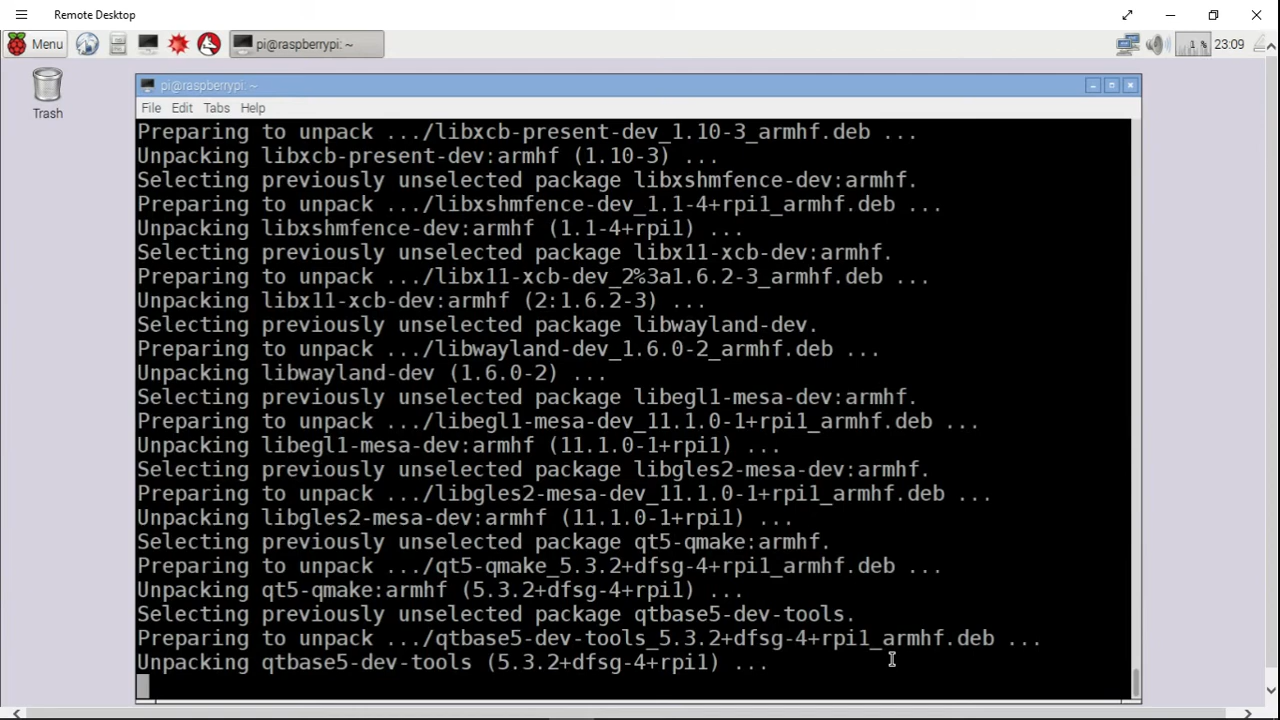 Remote Desktop
Menu
pi@raspberrypi: ~
1 %
23:09
Trash
pi@raspberrypi: ~
File Edit Tabs Help
Preparing to unpack .../libxcb-present-dev_1.10-3_armhf.deb ...
Unpacking libxcb-present-dev:armhf (1.10-3) ...
Selecting previously unselected package libxshmfence-dev:armhf.
Preparing to unpack .../libxshmfence-dev_1.1-4+rpi1_armhf.deb ...
Unpacking libxshmfence-dev:armhf (1.1-4+rpi1) ...
Selecting previously unselected package libx11-xcb-dev:armhf.
Preparing to unpack .../libx11-xcb-dev_2%3a1.6.2-3_armhf.deb ...
Unpacking libx11-xcb-dev:armhf (2:1.6.2-3) ...
Selecting previously unselected package libwayland-dev.
Preparing to unpack .../libwayland-dev_1.6.0-2_armhf.deb ...
Unpacking libwayland-dev (1.6.0-2) ...
Selecting previously unselected package libegl1-mesa-dev:armhf.
Preparing to unpack .../libegl1-mesa-dev_11.1.0-1+rpi1_armhf.deb ...
Unpacking libegl1-mesa-dev:armhf (11.1.0-1+rpi1) ...
Selecting previously unselected package libgles2-mesa-dev:armhf.
Preparing to unpack .../libgles2-mesa-dev_11.1.0-1+rpi1_armhf.deb ...
Unpacking libgles2-mesa-dev:armhf (11.1.0-1+rpi1) ...
Selecting previously unselected package qt5-qmake:armhf.
Preparing to unpack .../qt5-qmake_5.3.2+dfsg-4+rpi1_armhf.deb ...
Unpacking qt5-qmake:armhf (5.3.2+dfsg-4+rpi1) ...
Selecting previously unselected package qtbase5-dev-tools.
Preparing to unpack .../qtbase5-dev-tools_5.3.2+dfsg-4+rpi1_armhf.deb ...
Unpacking qtbase5-dev-tools (5.3.2+dfsg-4+rpi1) ...